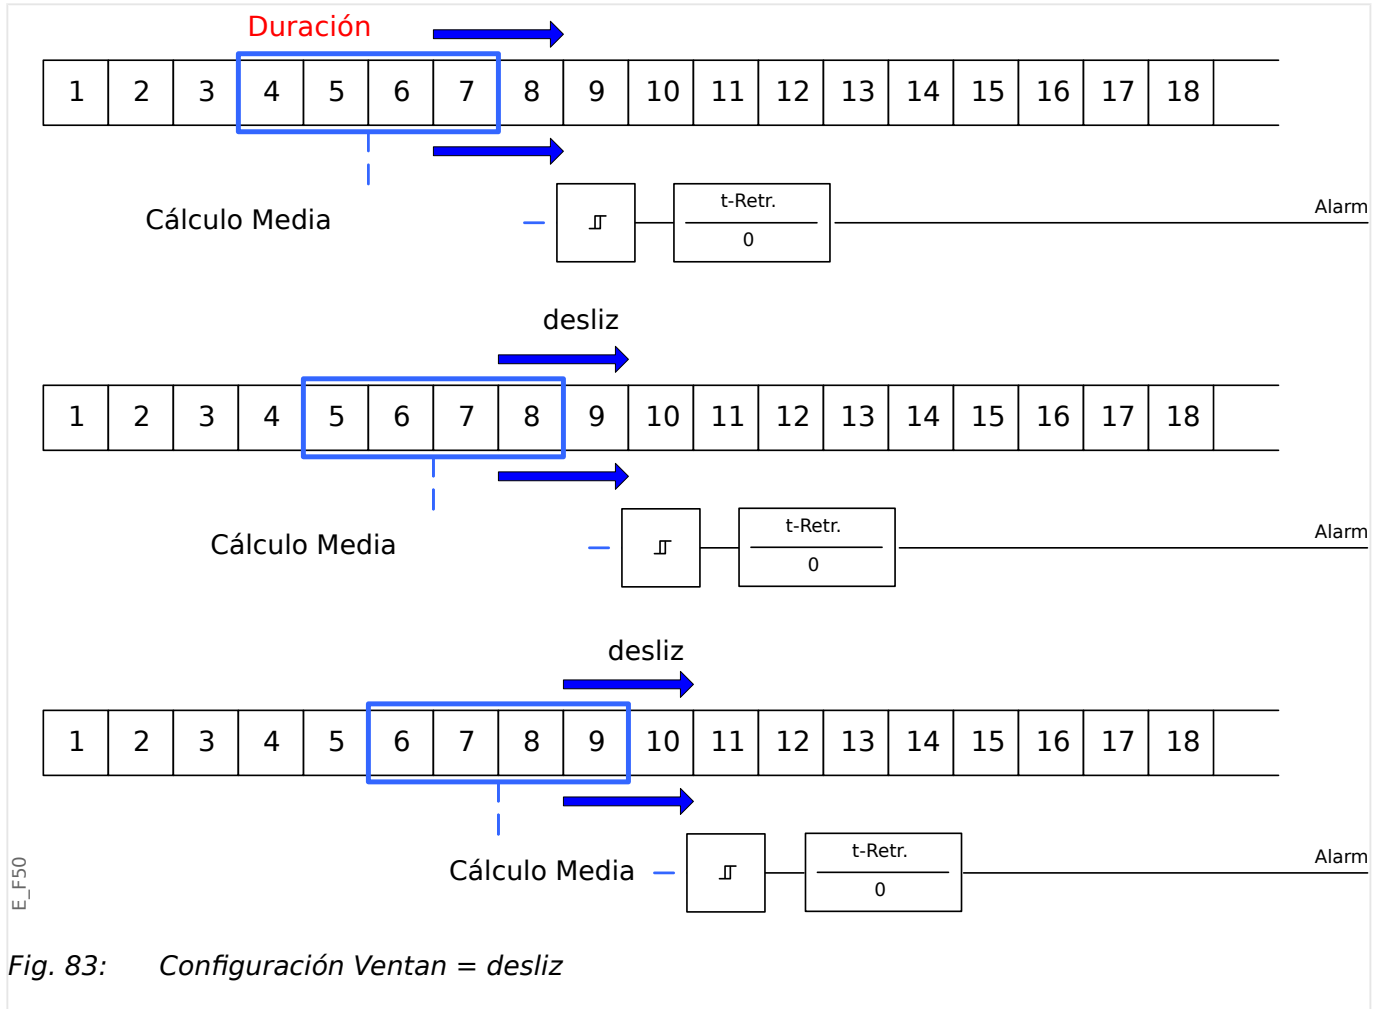 Duración
1 2 3 4 5 6 7 8 9 10 11 12 13 14 15 16 17 18
Cálculo Media
t-Retr.
0
Alarm
desliz
1 2 3 4 5 6 7 8 9 10 11 12 13 14 15 16 17 18
Cálculo Media
t-Retr.
0
Alarm
desliz
1 2 3 4 5 6 7 8 9 10 11 12 13 14 15 16 17 18
Cálculo Media
t-Retr.
0
Alarm
E_F50
Fig. 83: Configuración Ventan = desliz